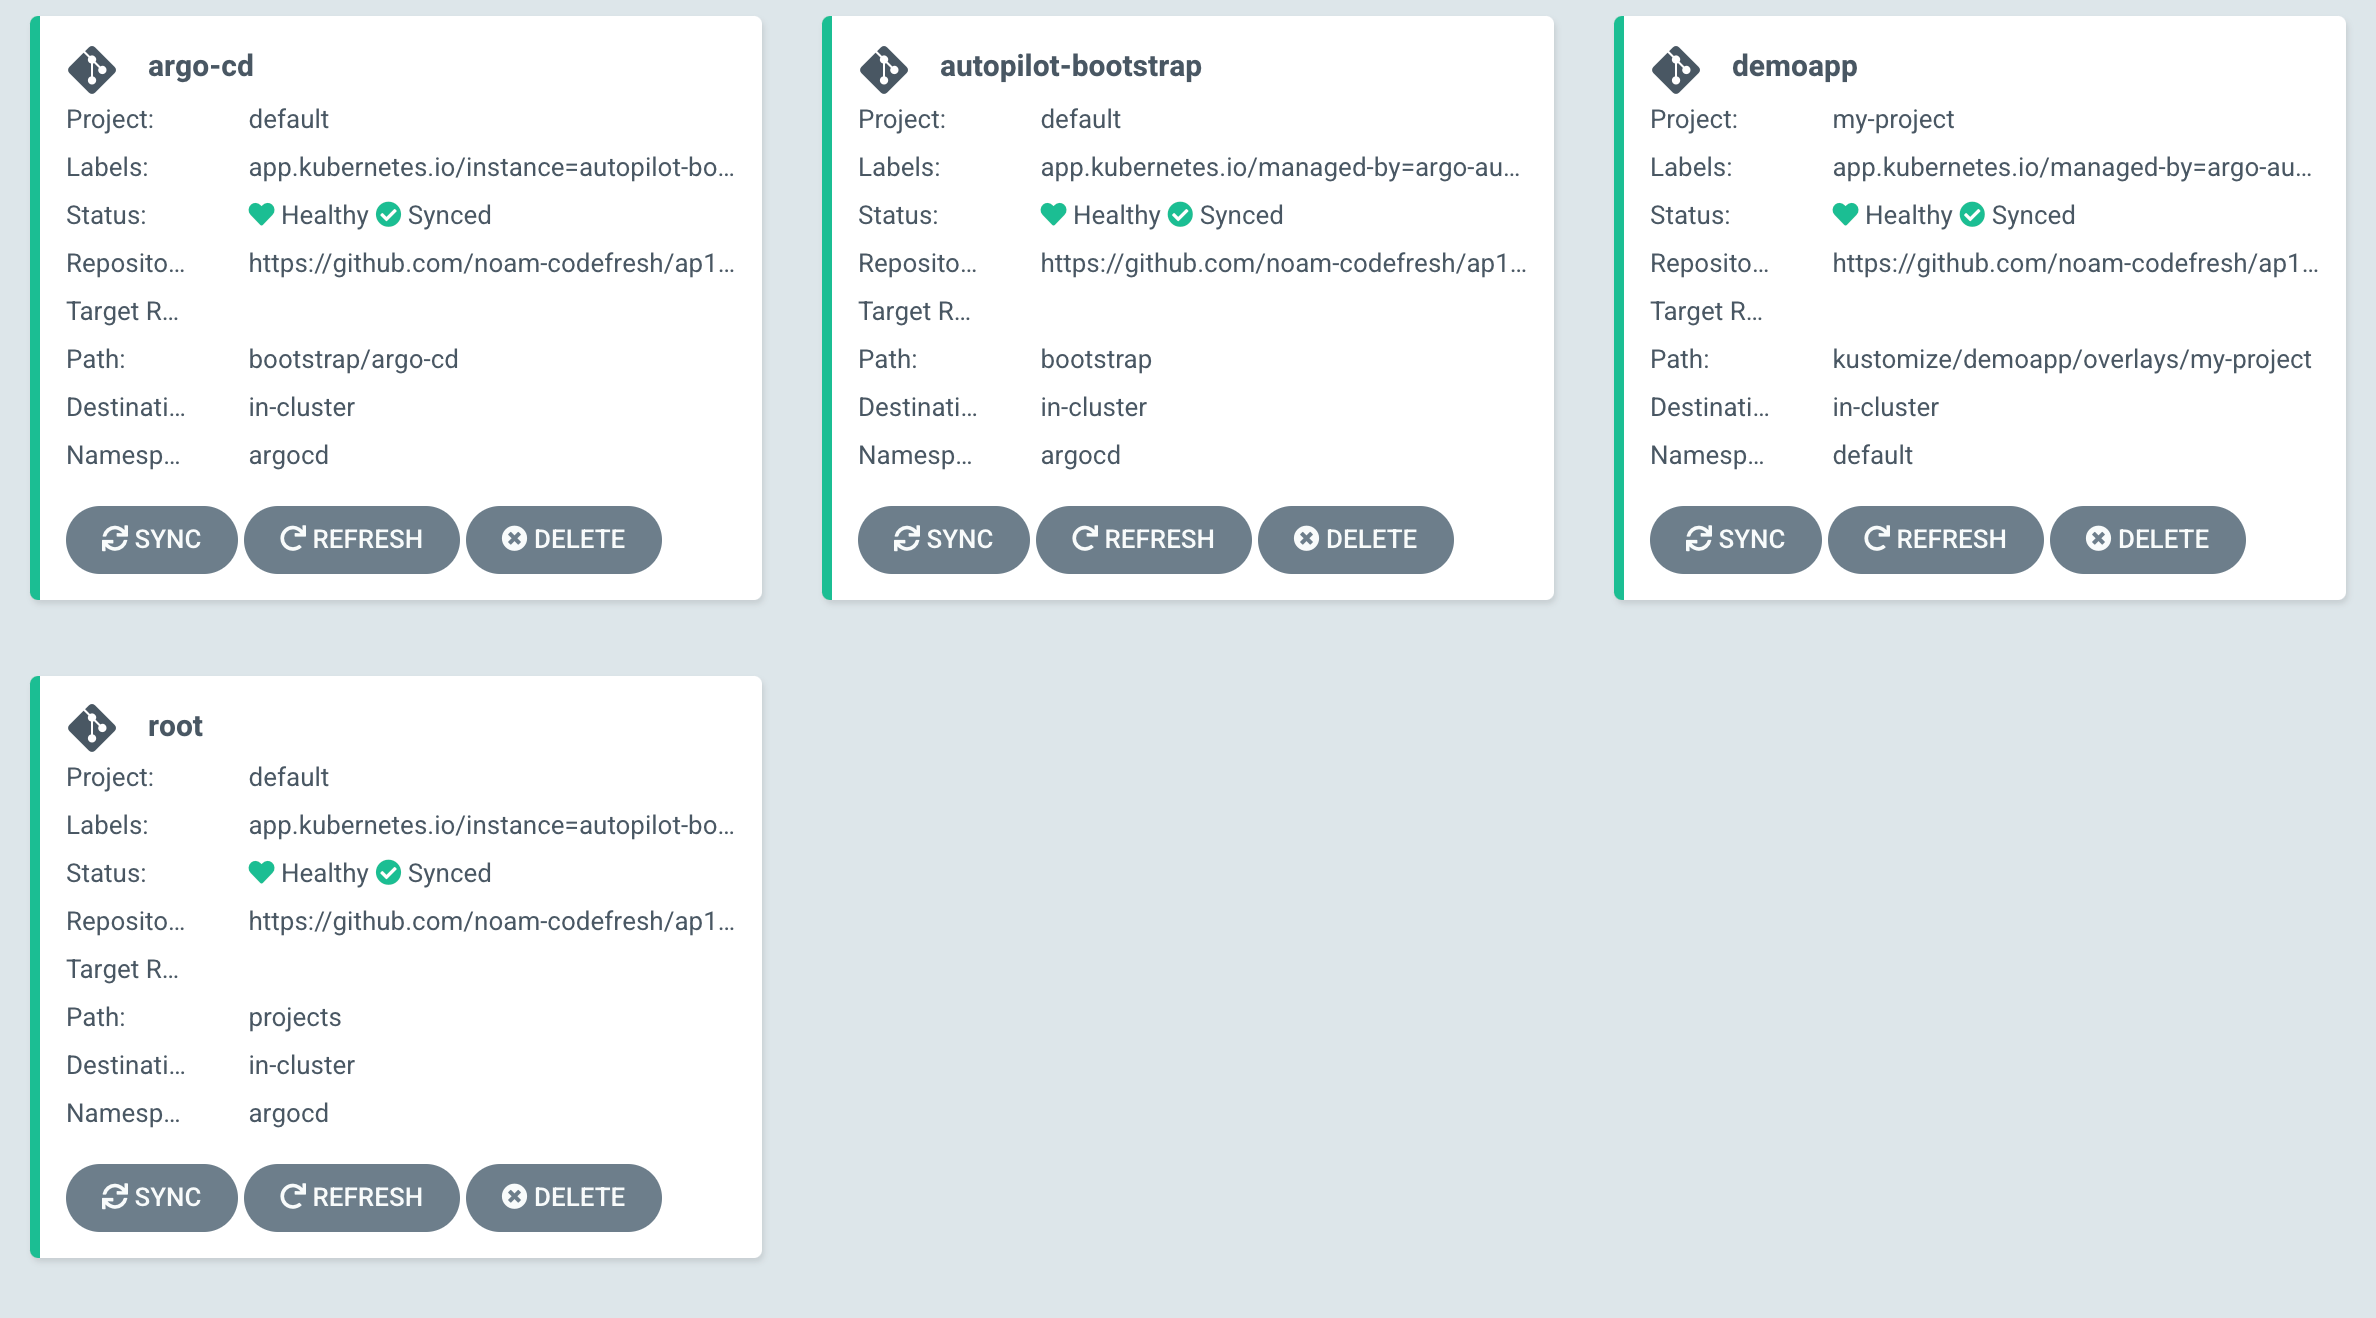 argo-cd
Project: default
Labels: app.kubernetes.io/instance=autopilot-bo...
Status: Healthy Synced
Reposito... https://github.com/noam-codefresh/ap1...
Target R...
Path: bootstrap/argo-cd
Destinati... in-cluster
Namesp... argocd
SYNC REFRESH DELETE
autopilot-bootstrap
Project: default
Labels: app.kubernetes.io/managed-by=argo-au...
Status: Healthy Synced
Reposito... https://github.com/noam-codefresh/ap1...
Target R...
Path: bootstrap
Destinati... in-cluster
Namesp... argocd
SYNC REFRESH DELETE
demoapp
Project: my-project
Labels: app.kubernetes.io/managed-by=argo-au...
Status: Healthy Synced
Reposito... https://github.com/noam-codefresh/ap1...
Target R...
Path: kustomize/demoapp/overlays/my-project
Destinati... in-cluster
Namesp... default
SYNC REFRESH DELETE
root
Project: default
Labels: app.kubernetes.io/instance=autopilot-bo...
Status: Healthy Synced
Reposito... https://github.com/noam-codefresh/ap1...
Target R...
Path: projects
Destinati... in-cluster
Namesp... argocd
SYNC REFRESH DELETE